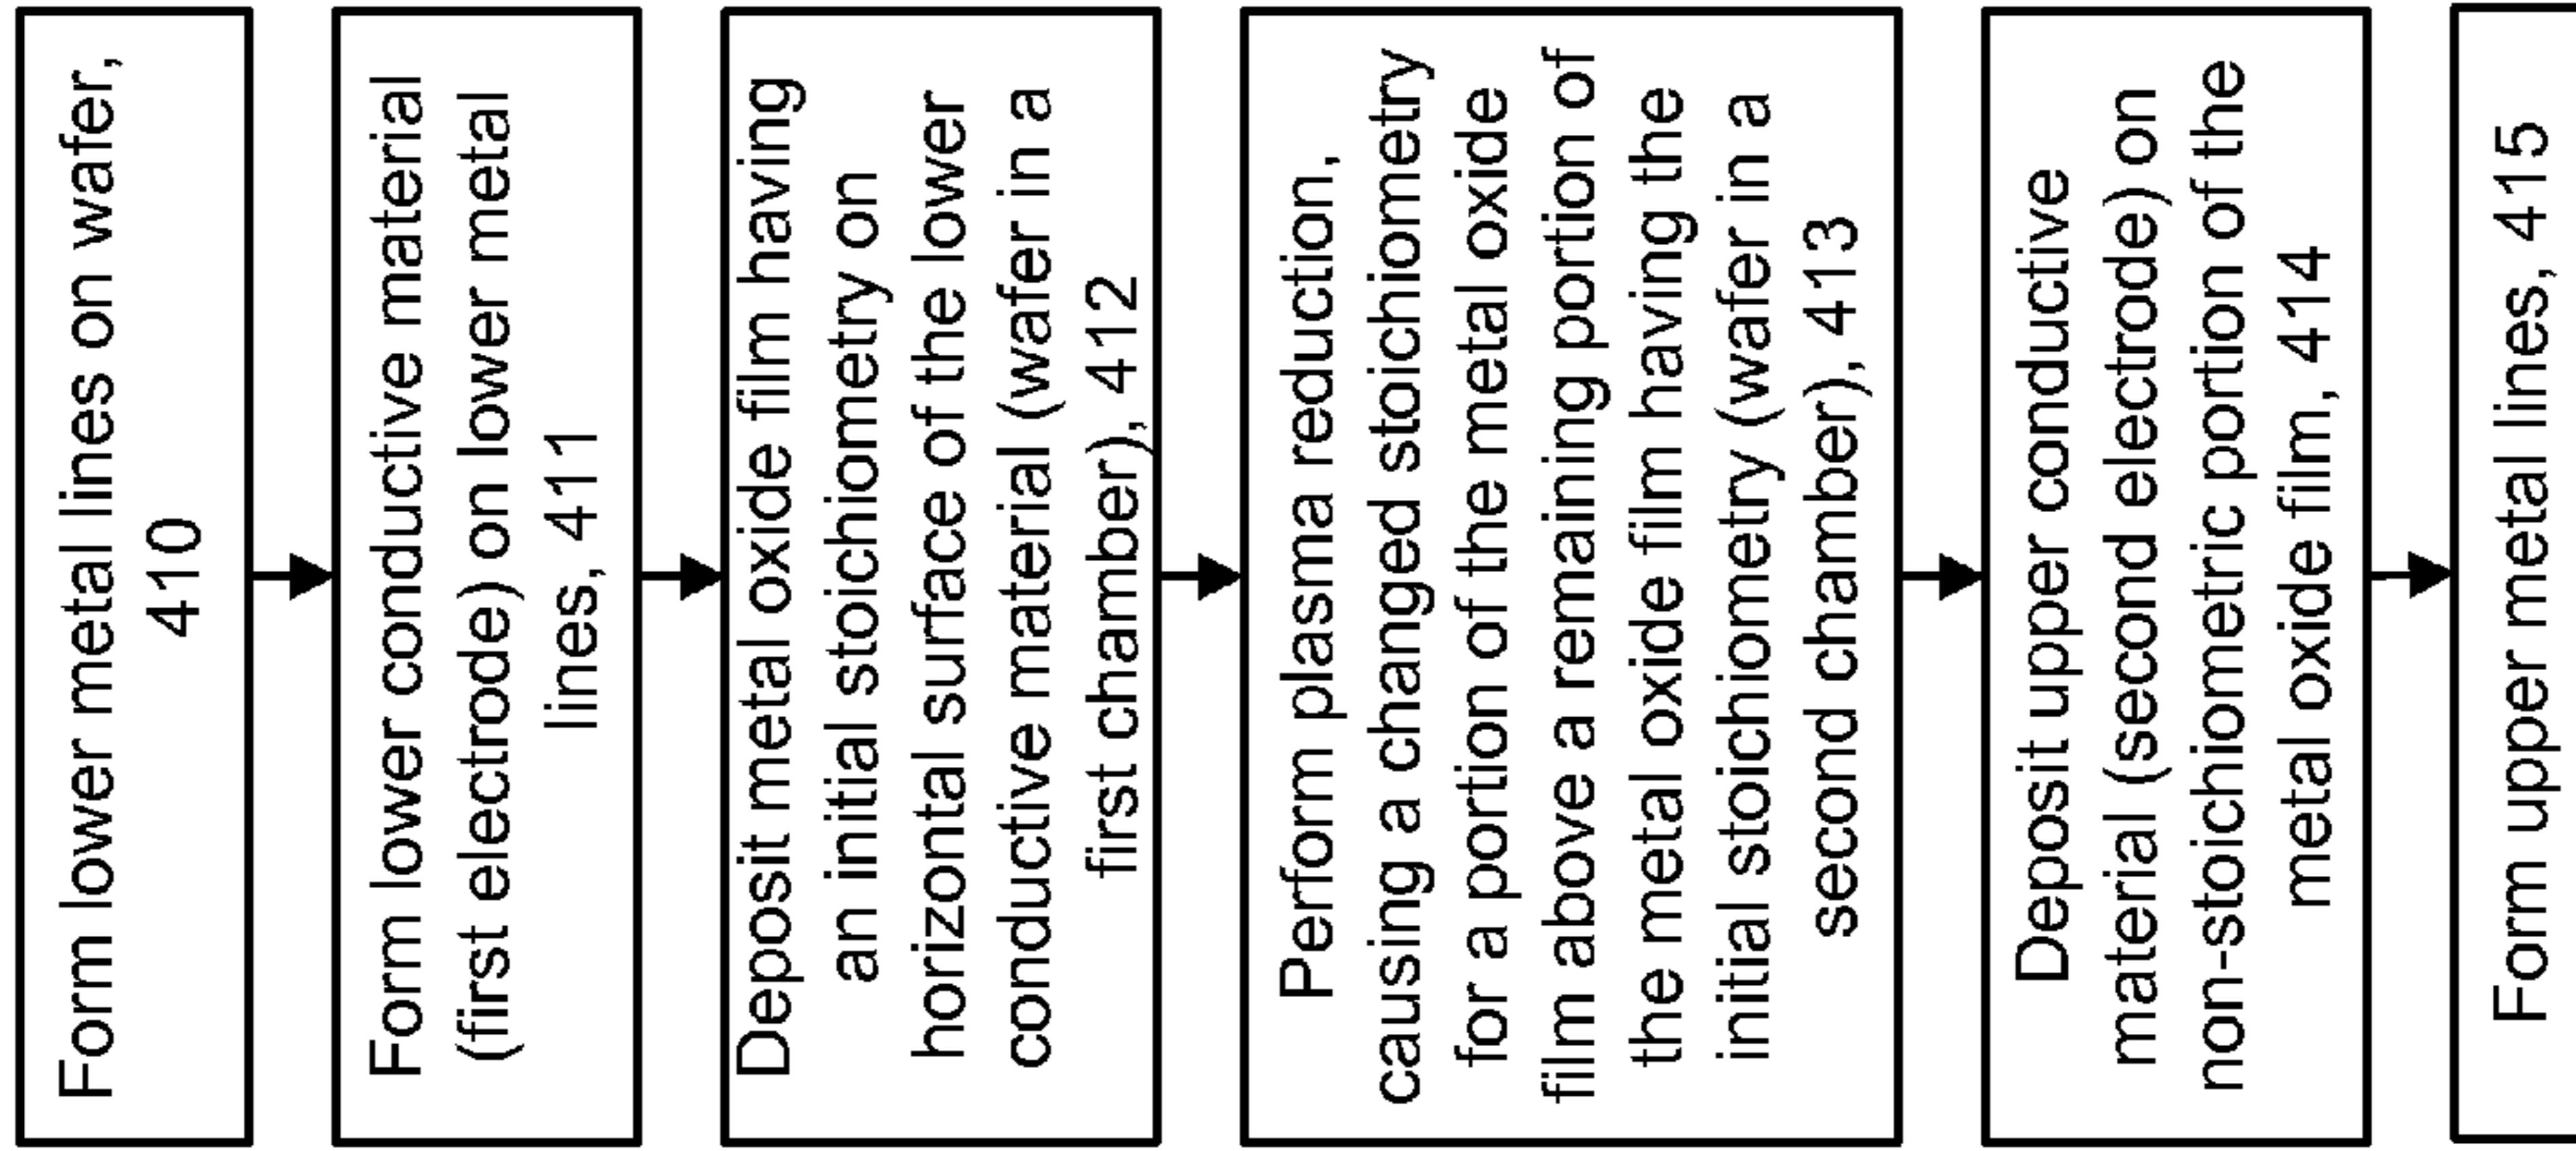 Form lower metal lines on wafer,
410
Form lower conductive material
(first electrode) on lower metal
lines, 411
Deposit metal oxide film having
an initial stoichiometry on
horizontal surface of the lower
conductive material (wafer in a
first chamber), 412
Perform plasma reduction,
causing a changed stoichiometry
for a portion of the metal oxide
film above a remaining portion of
the metal oxide film having the
initial stoichiometry (wafer in a
second chamber), 413
Deposit upper conductive
material (second electrode) on
non-stoichiometric portion of the
metal oxide film, 414
Form upper metal lines, 415